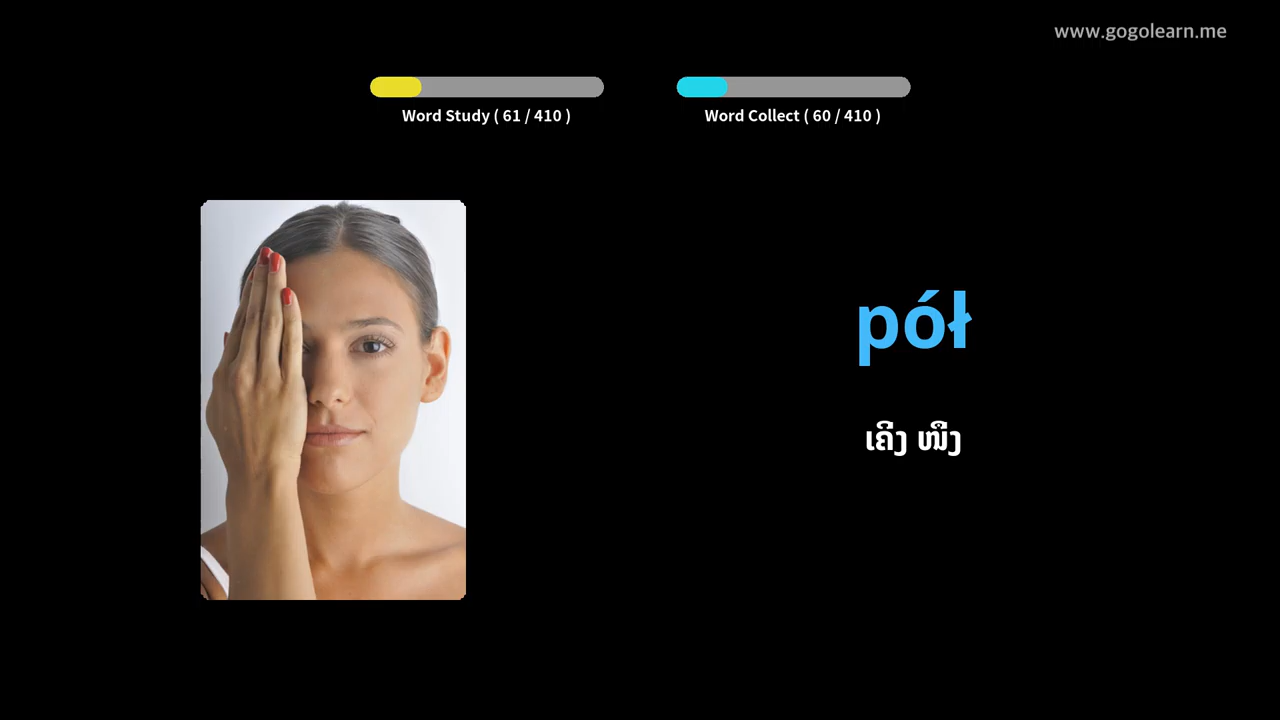 www.gogolearn.me
Word Study ( 61 / 410 )
Word Collect ( 60 / 410 )
pół
ເຄິ່ງ ໜຶ່ງ